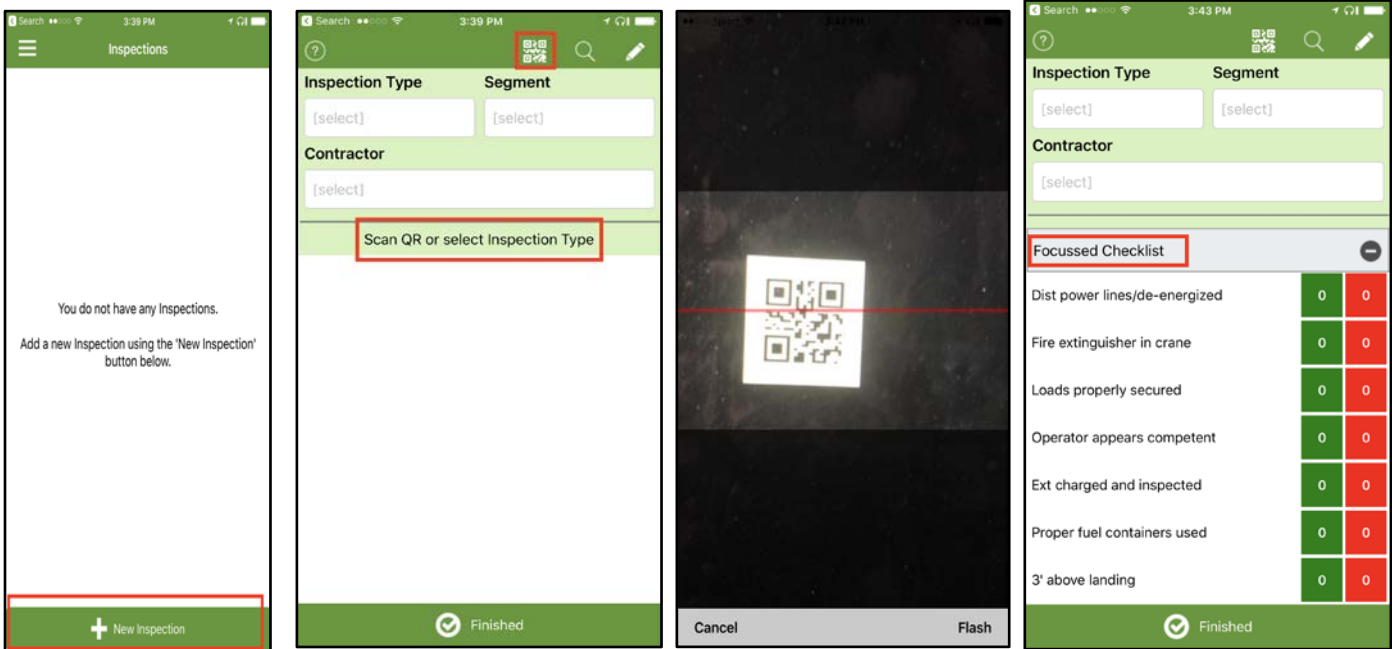 Search 3:39 PM
Inspections
You do not have any Inspections.
Add a new Inspection using the 'New Inspection'
button below.
New Inspection
Search 3:39 PM
?
Inspection Type Segment
[select] [select]
Contractor
[select]
Scan QR or select Inspection Type
Finished
Cancel Flash
Search 3:43 PM
?
Inspection Type Segment
[select] [select]
Contractor
[select]
Focussed Checklist
Dist power lines/de-energized 0 0
Fire extinguisher in crane 0 0
Loads properly secured 0 0
Operator appears competent 0 0
Ext charged and inspected 0 0
Proper fuel containers used 0 0
3' above landing 0 0
Finished